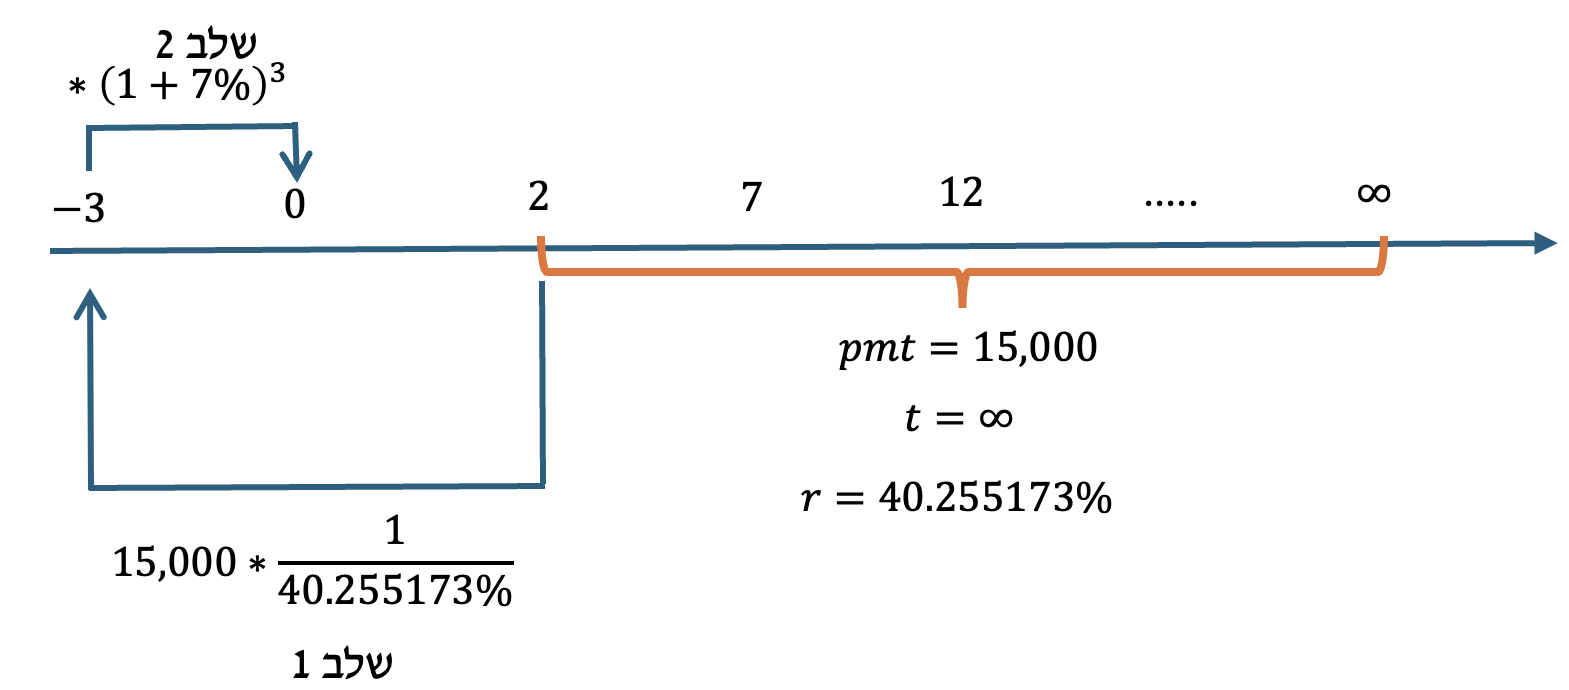 שלב 2
∗ (1 + 7%)³
−3 0 2 7 12 ..... ∞
pmt = 15,000
t = ∞
r = 40.255173%
15,000 ∗ 1/40.255173%
שלב 1